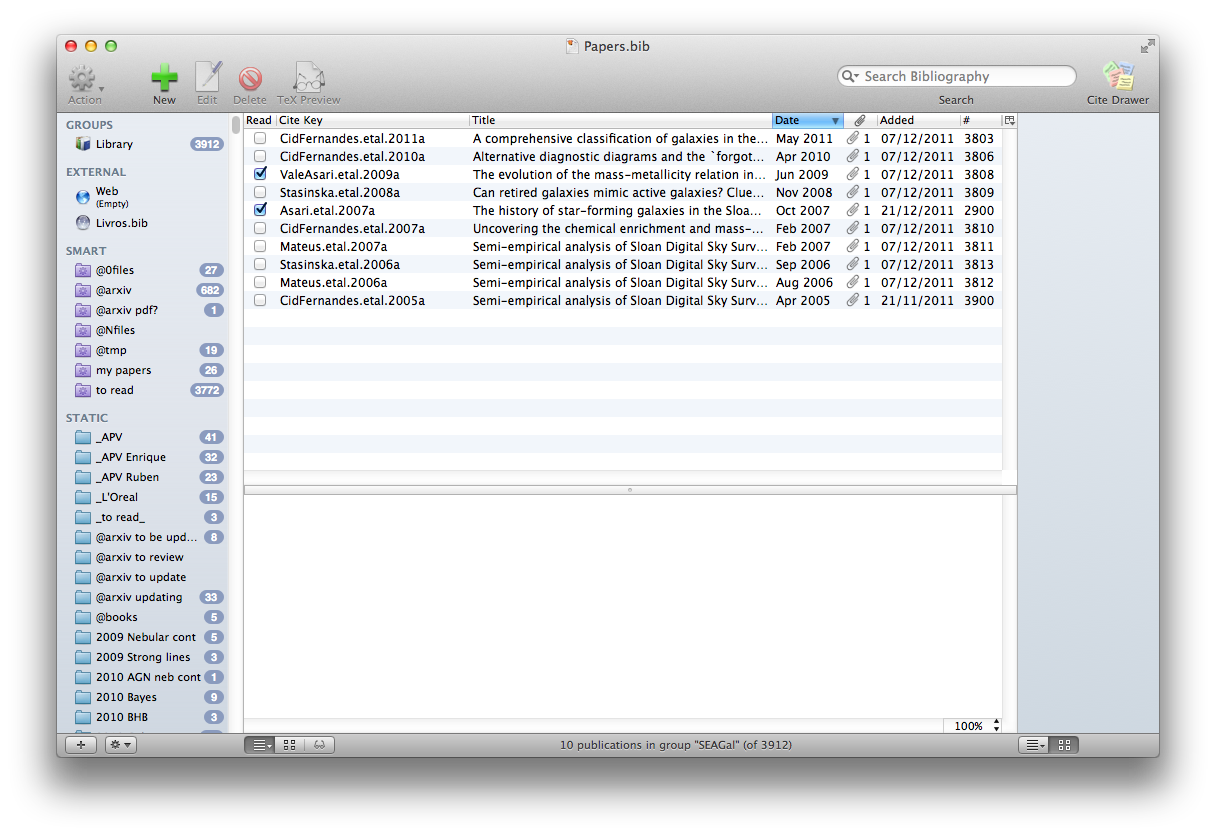 Papers.bib
Action New Edit Delete TeX Preview Search Bibliography Search Cite Drawer
GROUPS
Library 3912
EXTERNAL
Web
(Empty)
Livros.bib
SMART
@0files 27
@arxiv 682
@arxiv pdf? 1
@Nfiles
@tmp 19
my papers 26
to read 3772
STATIC
_APV 41
_APV Enrique 32
_APV Ruben 23
_L'Oreal 15
_to read_ 3
@arxiv to be upd... 8
@arxiv to review
@arxiv to update
@arxiv updating 33
@books 5
2009 Nebular cont 5
2009 Strong lines 3
2010 AGN neb cont 1
2010 Bayes 9
2010 BHB 3
Read Cite Key Title Date Added #
CidFernandes.etal.2011a A comprehensive classification of galaxies in the... May 2011 1 07/12/2011 3803
CidFernandes.etal.2010a Alternative diagnostic diagrams and the `forgot... Apr 2010 1 07/12/2011 3806
ValeAsari.etal.2009a The evolution of the mass-metallicity relation in... Jun 2009 1 07/12/2011 3808
Stasinska.etal.2008a Can retired galaxies mimic active galaxies? Clue... Nov 2008 1 07/12/2011 3809
Asari.etal.2007a The history of star-forming galaxies in the Sloa... Oct 2007 1 21/12/2011 2900
CidFernandes.etal.2007a Uncovering the chemical enrichment and mass-... Feb 2007 1 07/12/2011 3810
Mateus.etal.2007a Semi-empirical analysis of Sloan Digital Sky Surv... Feb 2007 1 07/12/2011 3811
Stasinska.etal.2006a Semi-empirical analysis of Sloan Digital Sky Surv... Sep 2006 1 07/12/2011 3813
Mateus.etal.2006a Semi-empirical analysis of Sloan Digital Sky Surv... Aug 2006 1 07/12/2011 3812
CidFernandes.etal.2005a Semi-empirical analysis of Sloan Digital Sky Surv... Apr 2005 1 21/11/2011 3900
100%
10 publications in group "SEAGal" (of 3912)